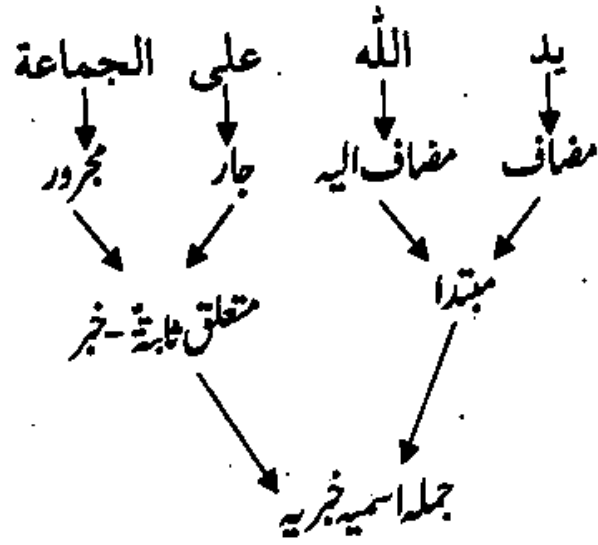 يد الله على الجماعة
مضاف مضاف اليه جار مجرور
مبتدا
متعلق ثابتةٌ - خبر
جملہ اسمیہ خبریہ